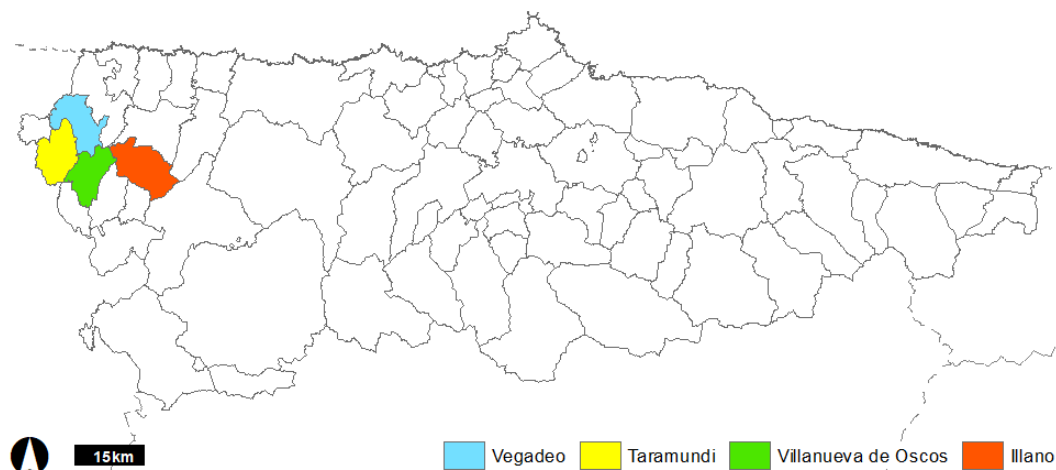 15km
Vegadeo
Taramundi
Villanueva de Oscos
Illano